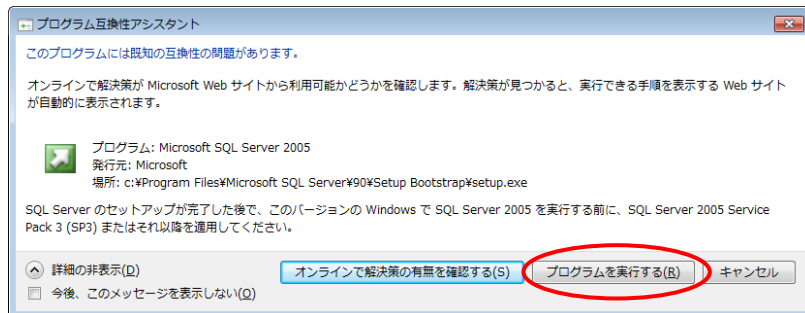 プログラム互換性アシスタント
このプログラムには既知の互換性の問題があります。
オンラインで解決策が Microsoft Web サイトから利用可能かどうかを確認します。解決策が見つかると、実行できる手順を表示する Web サイト
が自動的に表示されます。
プログラム: Microsoft SQL Server 2005
発行元: Microsoft
場所: c:¥Program Files¥Microsoft SQL Server¥90¥Setup Bootstrap¥setup.exe
SQL Server のセットアップが完了した後で、このバージョンの Windows で SQL Server 2005 を実行する前に、SQL Server 2005 Service
Pack 3 (SP3) またはそれ以降を適用してください。
詳細の非表示(D) オンラインで解決策の有無を確認する(S) プログラムを実行する(R) キャンセル
今後、このメッセージを表示しない(O)